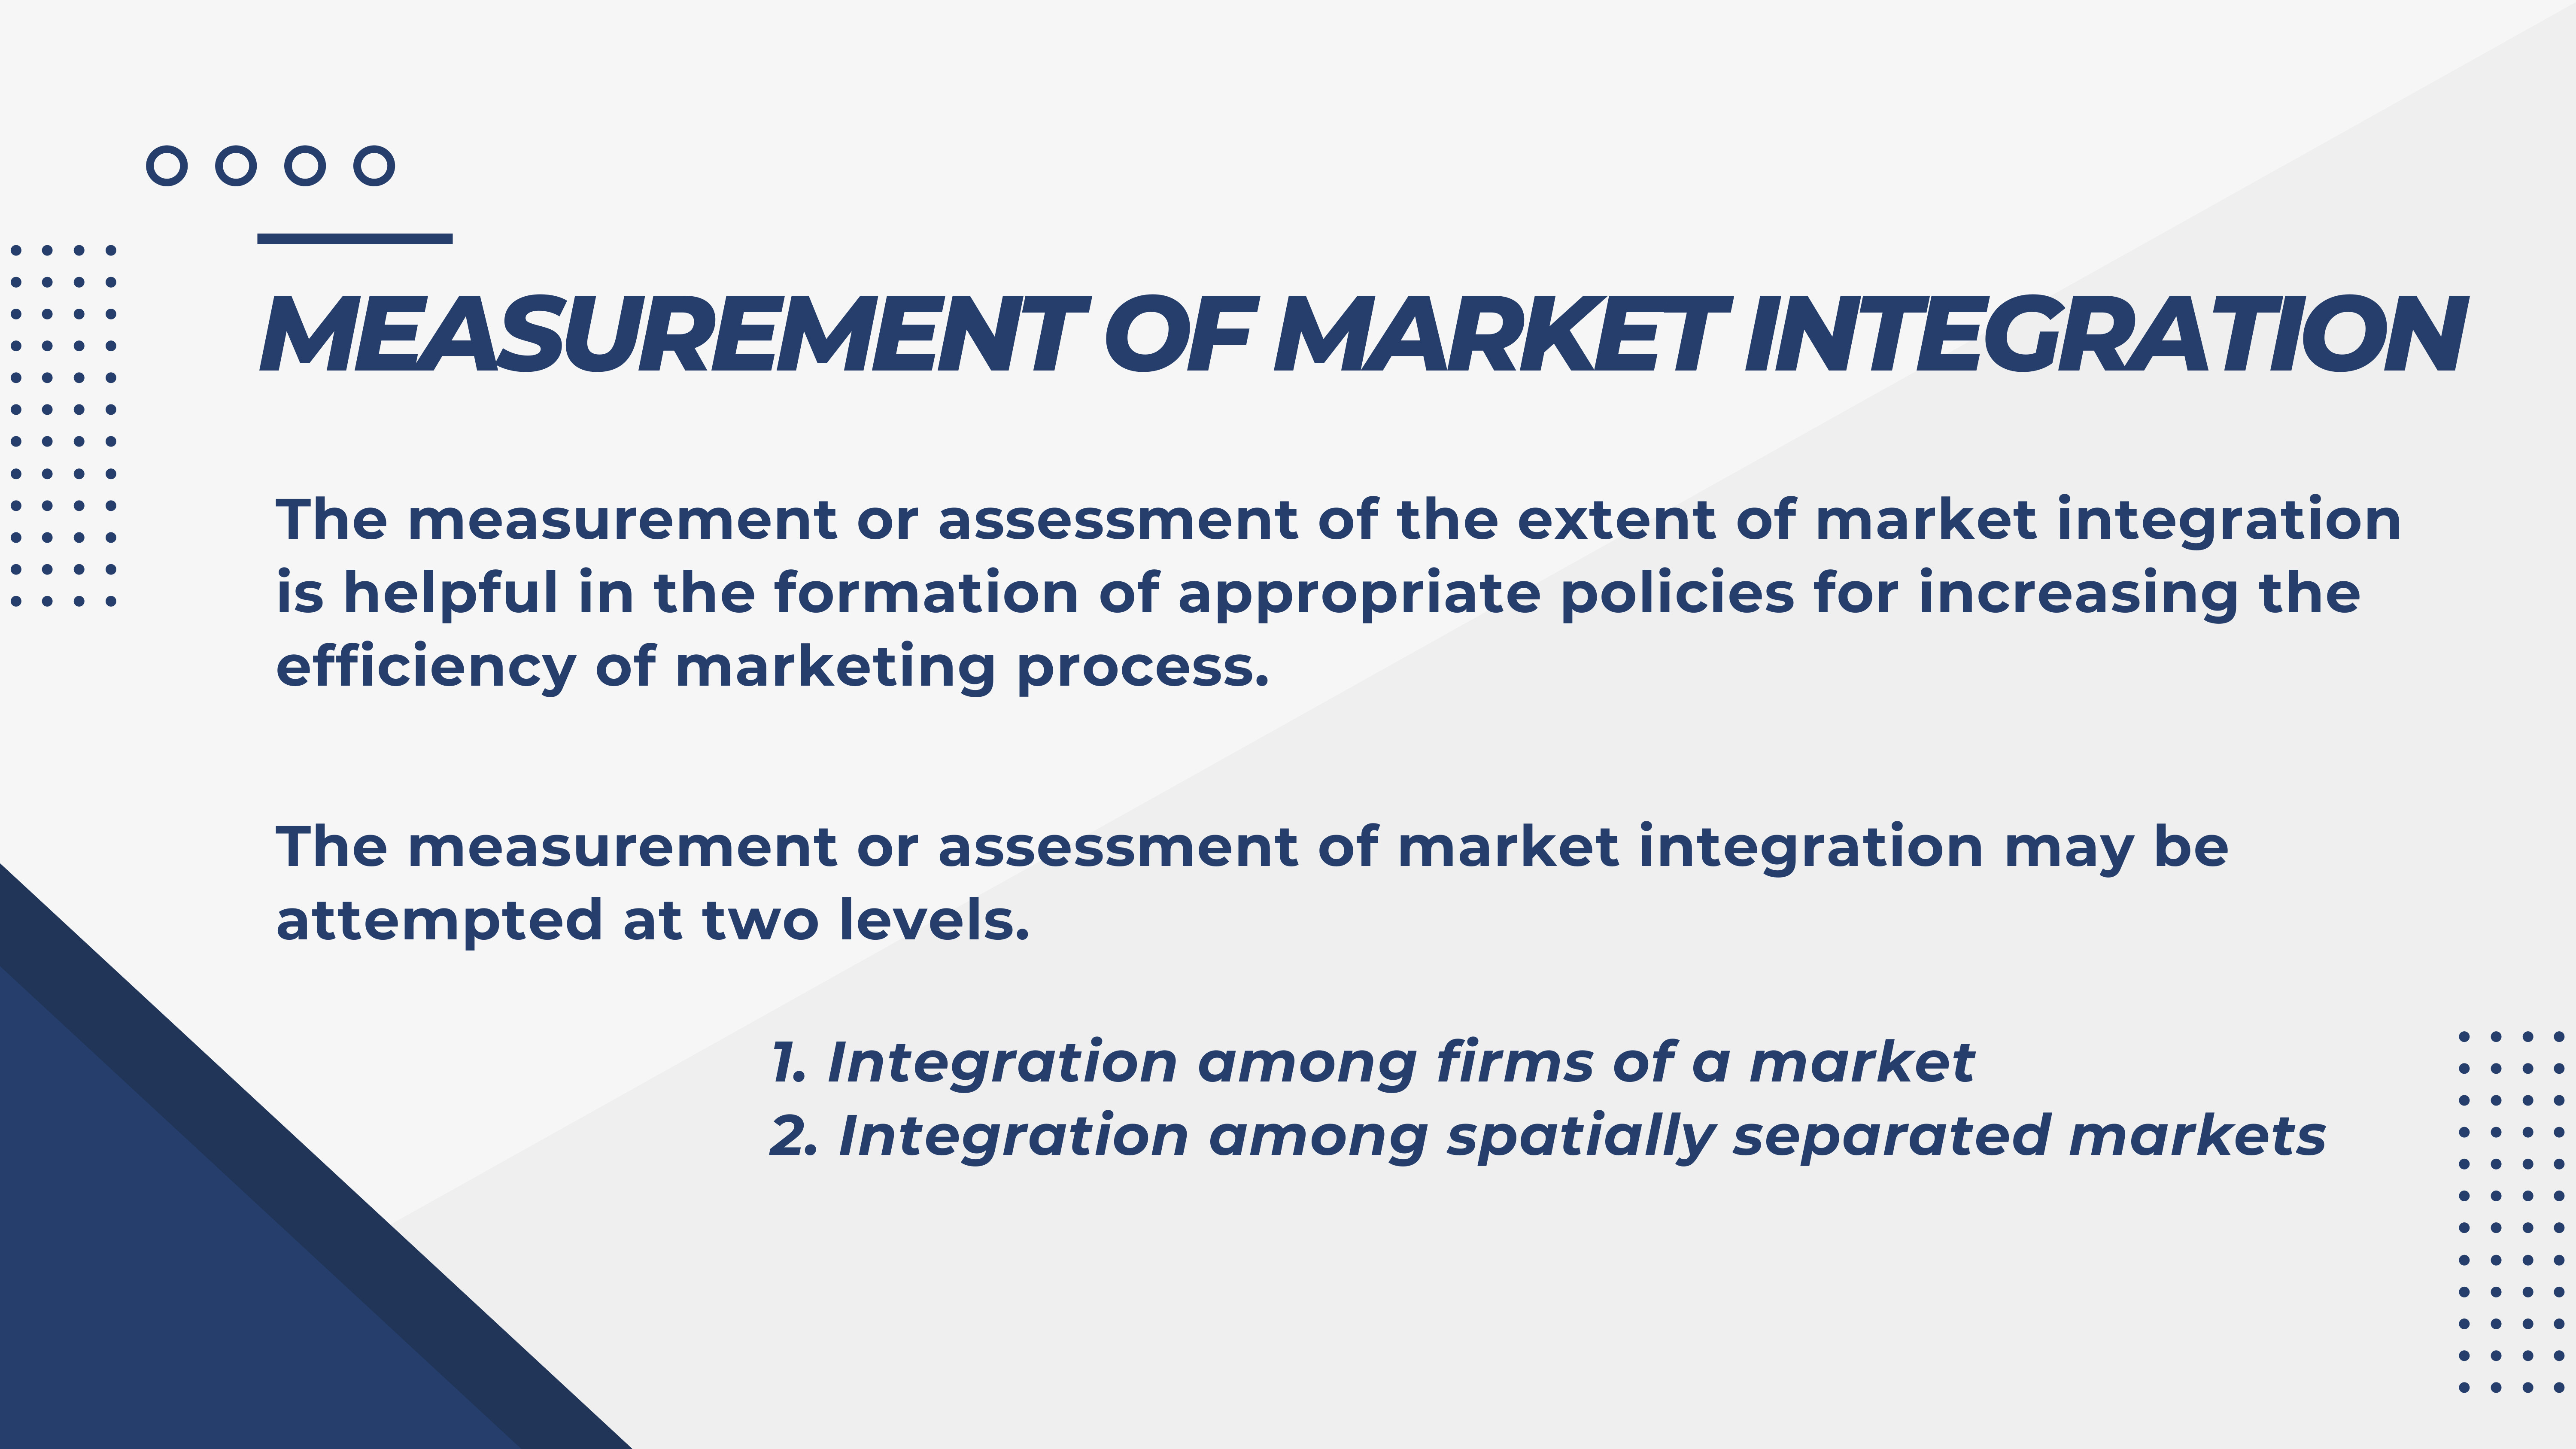 MEASUREMENT OF MARKET INTEGRATION
The measurement or assessment of the extent of market integration
is helpful in the formation of appropriate policies for increasing the
efficiency of marketing process.
The measurement or assessment of market integration may be
attempted at two levels.
1. Integration among firms of a market
2. Integration among spatially separated markets